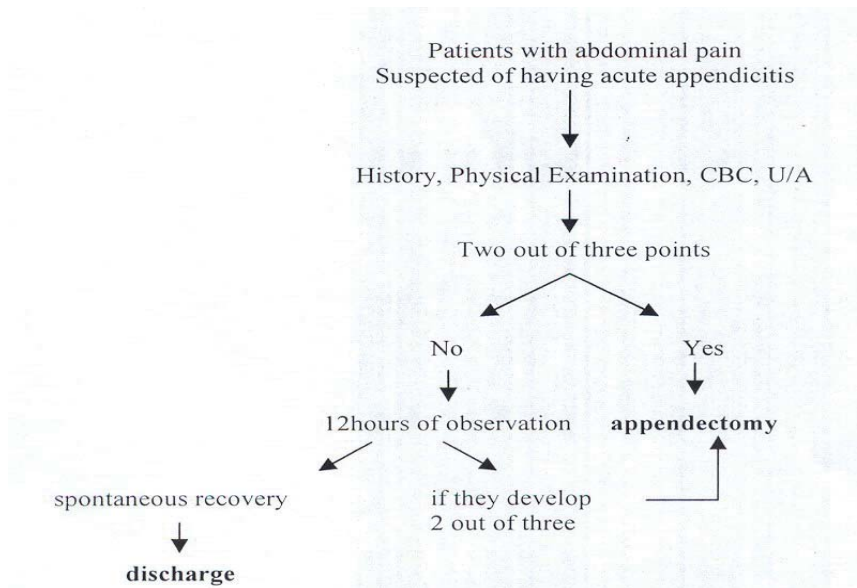 Patients with abdominal pain
Suspected of having acute appendicitis
History, Physical Examination, CBC, U/A
Two out of three points
No
Yes
12hours of observation
appendectomy
spontaneous recovery
if they develop
2 out of three
discharge